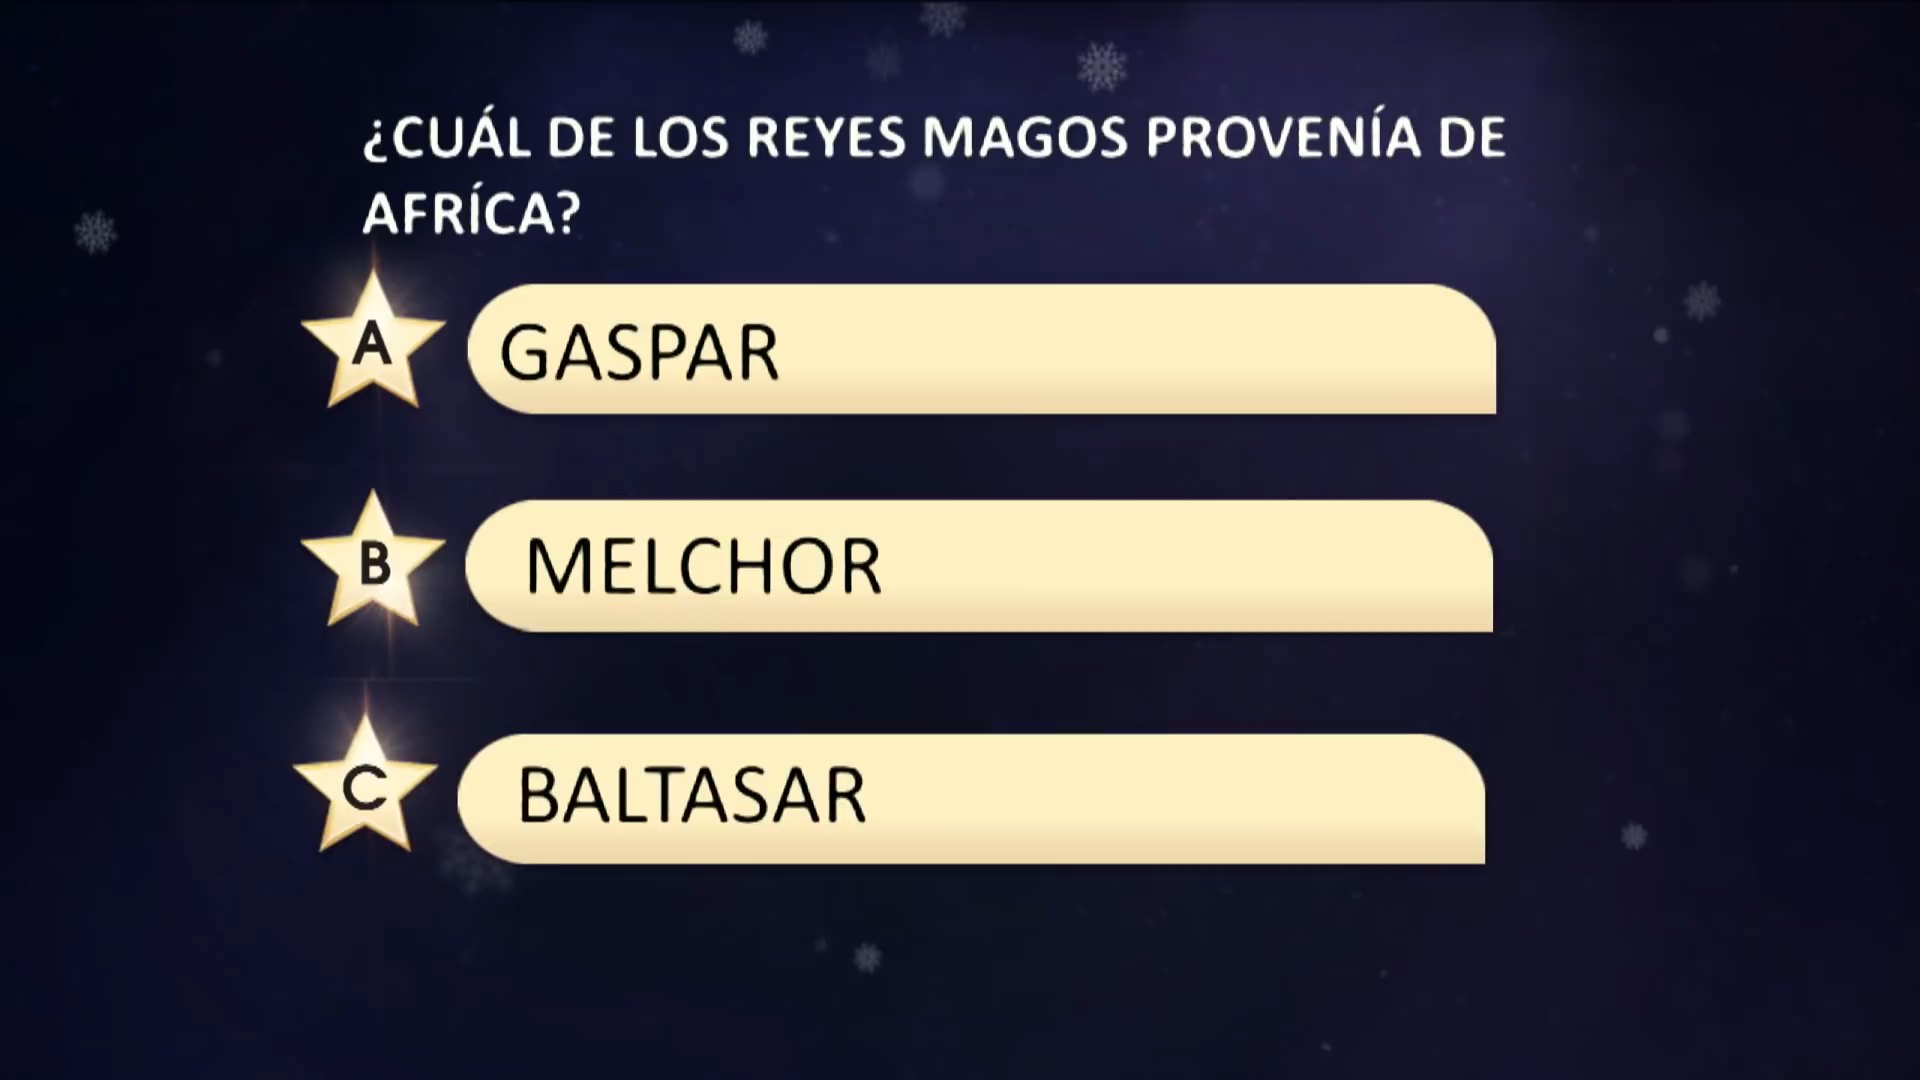 ¿CUÁL DE LOS REYES MAGOS PROVENÍA DE
AFRÍCA?
A GASPAR
B MELCHOR
C BALTASAR